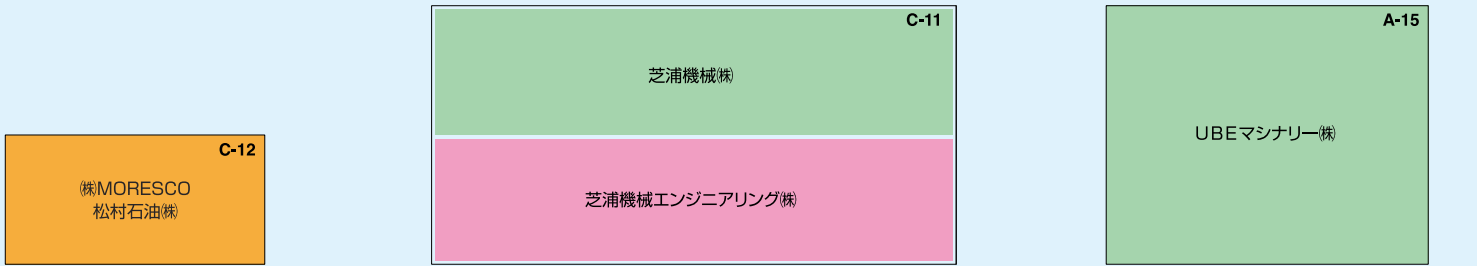 C-12
㈱MORESCO
松村石油㈱
C-11
芝浦機械㈱
芝浦機械エンジニアリング㈱
A-15
UBEマシナリー㈱